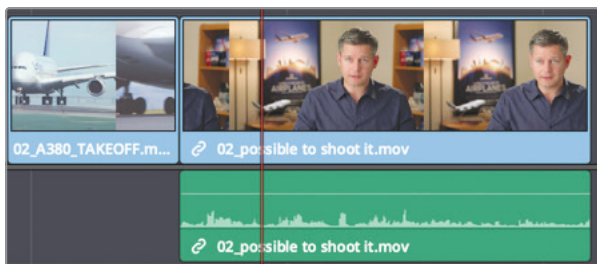 02_A380_TAKEOFF.m...
02_possible to shoot it.mov
AIRPLANES
02_possible to shoot it.mov